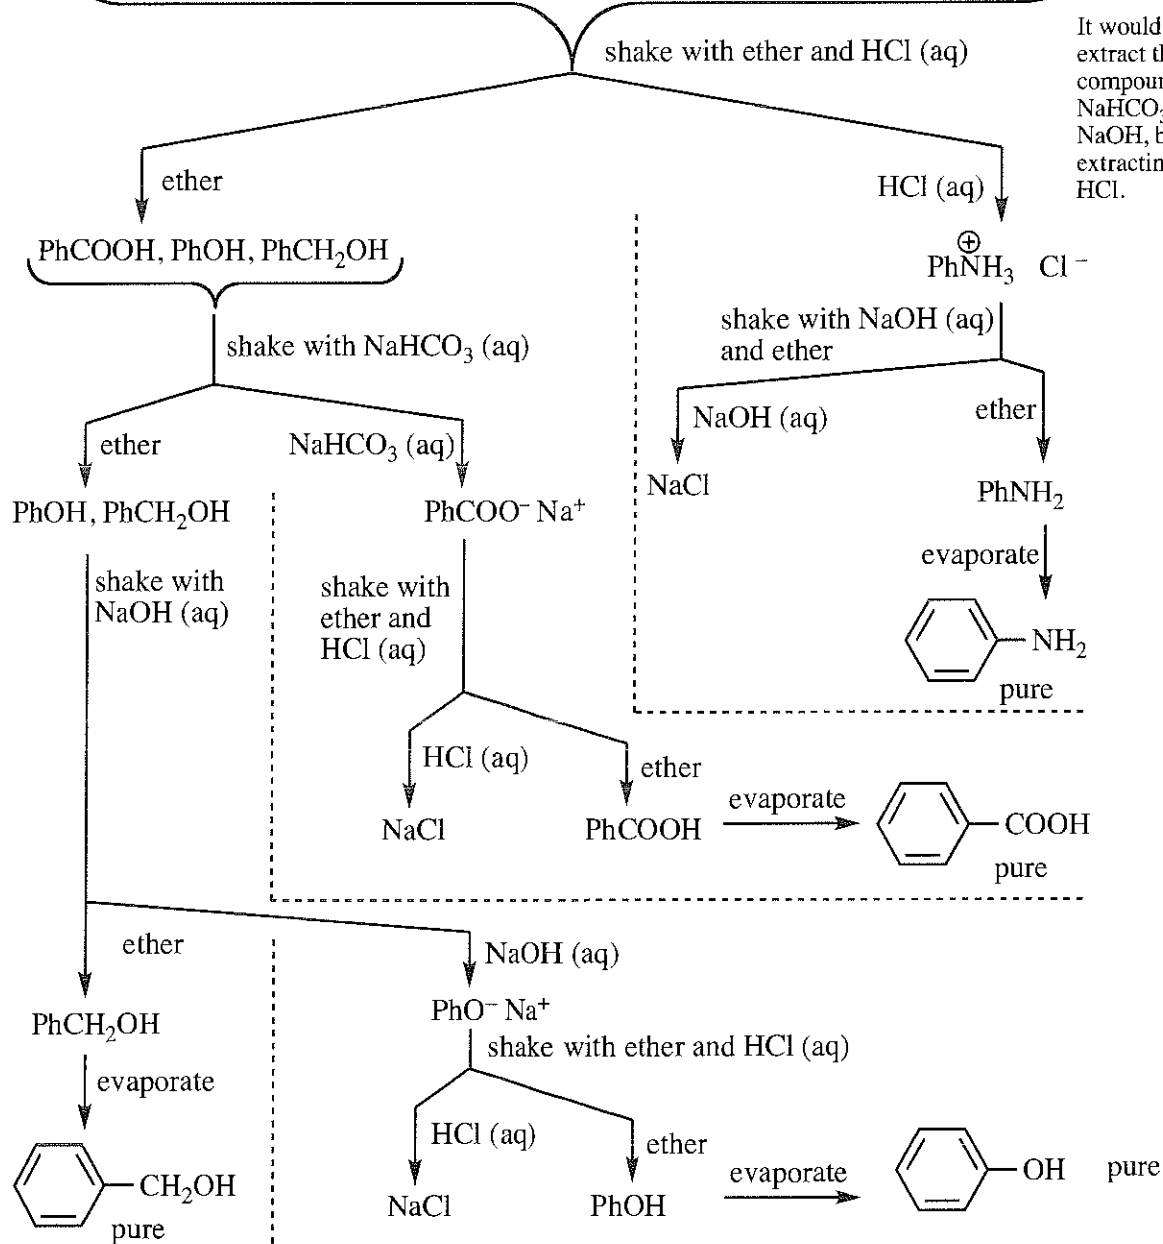 shake with ether and HCl (aq)
It would
extract
compoun
NaHCO₃
NaOH,
extractin
HCl.
ether
HCl (aq)
PhCOOH, PhOH, PhCH₂OH
⊕
PhNH₃ Cl⁻
shake with NaHCO₃ (aq)
shake with NaOH (aq)
and ether
ether
NaHCO₃ (aq)
NaOH (aq)
ether
PhOH, PhCH₂OH
PhCOO⁻ Na⁺
NaCl
PhNH₂
shake with
NaOH (aq)
shake with
ether and
HCl (aq)
evaporate
NH₂
pure
HCl (aq)
ether
NaCl
PhCOOH
evaporate
COOH
pure
ether
NaOH (aq)
PhCH₂OH
PhO⁻ Na⁺
shake with ether and HCl (aq)
evaporate
HCl (aq)
ether
CH₂OH
pure
NaCl
PhOH
evaporate
OH pure